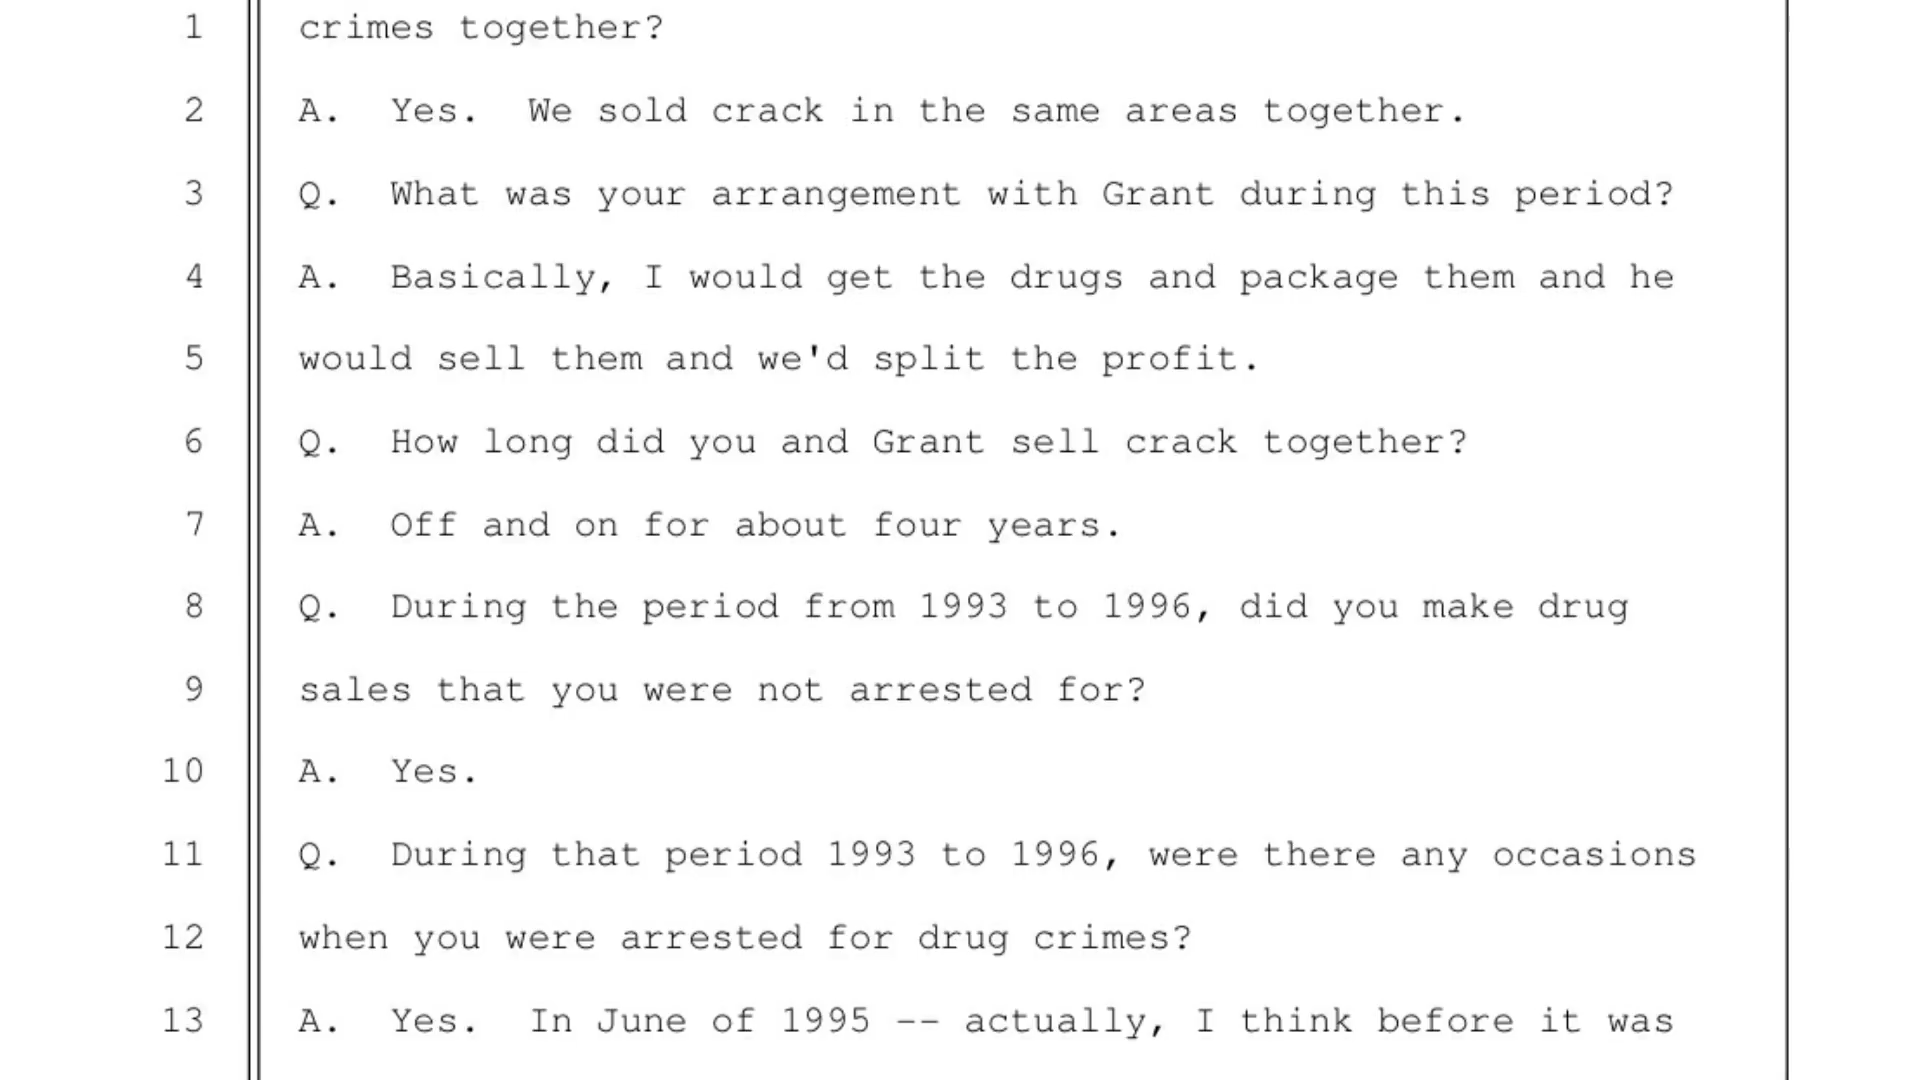 1 crimes together?
2 A. Yes. We sold crack in the same areas together.
3 Q. What was your arrangement with Grant during this period?
4 A. Basically, I would get the drugs and package them and he
5 would sell them and we'd split the profit.
6 Q. How long did you and Grant sell crack together?
7 A. Off and on for about four years.
8 Q. During the period from 1993 to 1996, did you make drug
9 sales that you were not arrested for?
10 A. Yes.
11 Q. During that period 1993 to 1996, were there any occasions
12 when you were arrested for drug crimes?
13 A. Yes. In June of 1995 -- actually, I think before it was